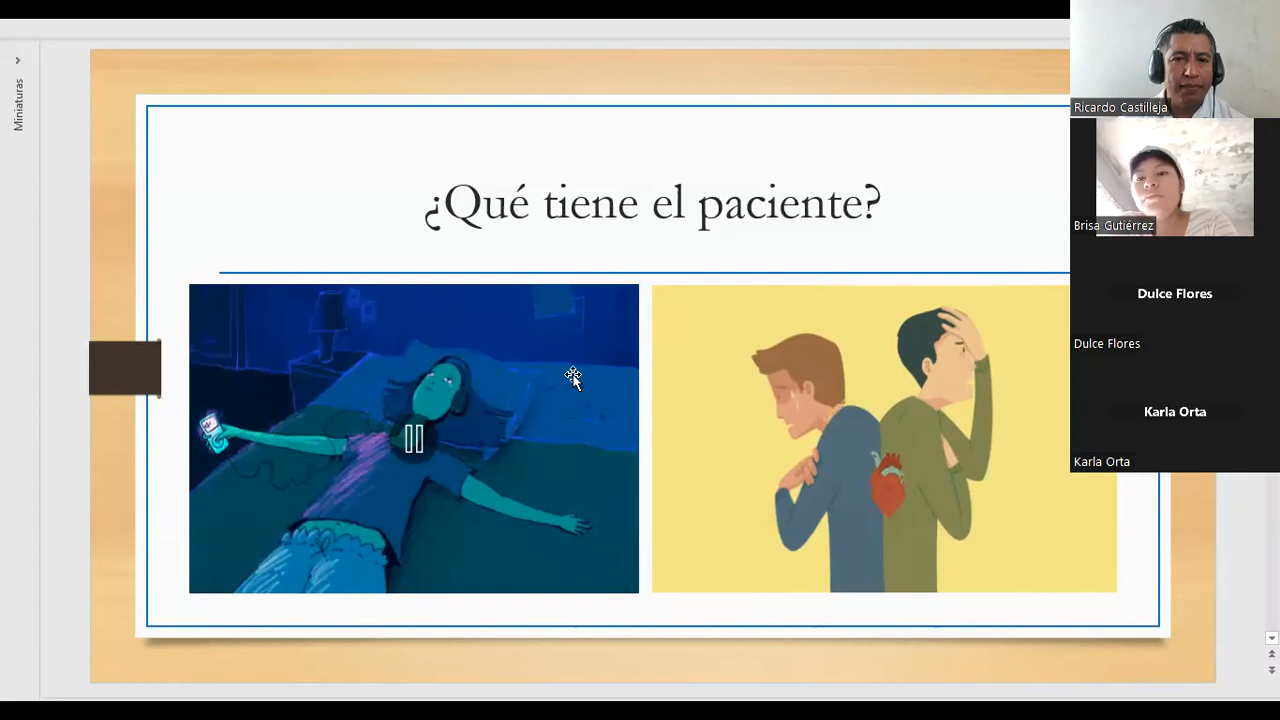 Miniaturas
¿Qué tiene el paciente?
Ricardo Castilleja
Brisa Gutiérrez
Dulce Flores
Dulce Flores
Karla Orta
Karla Orta